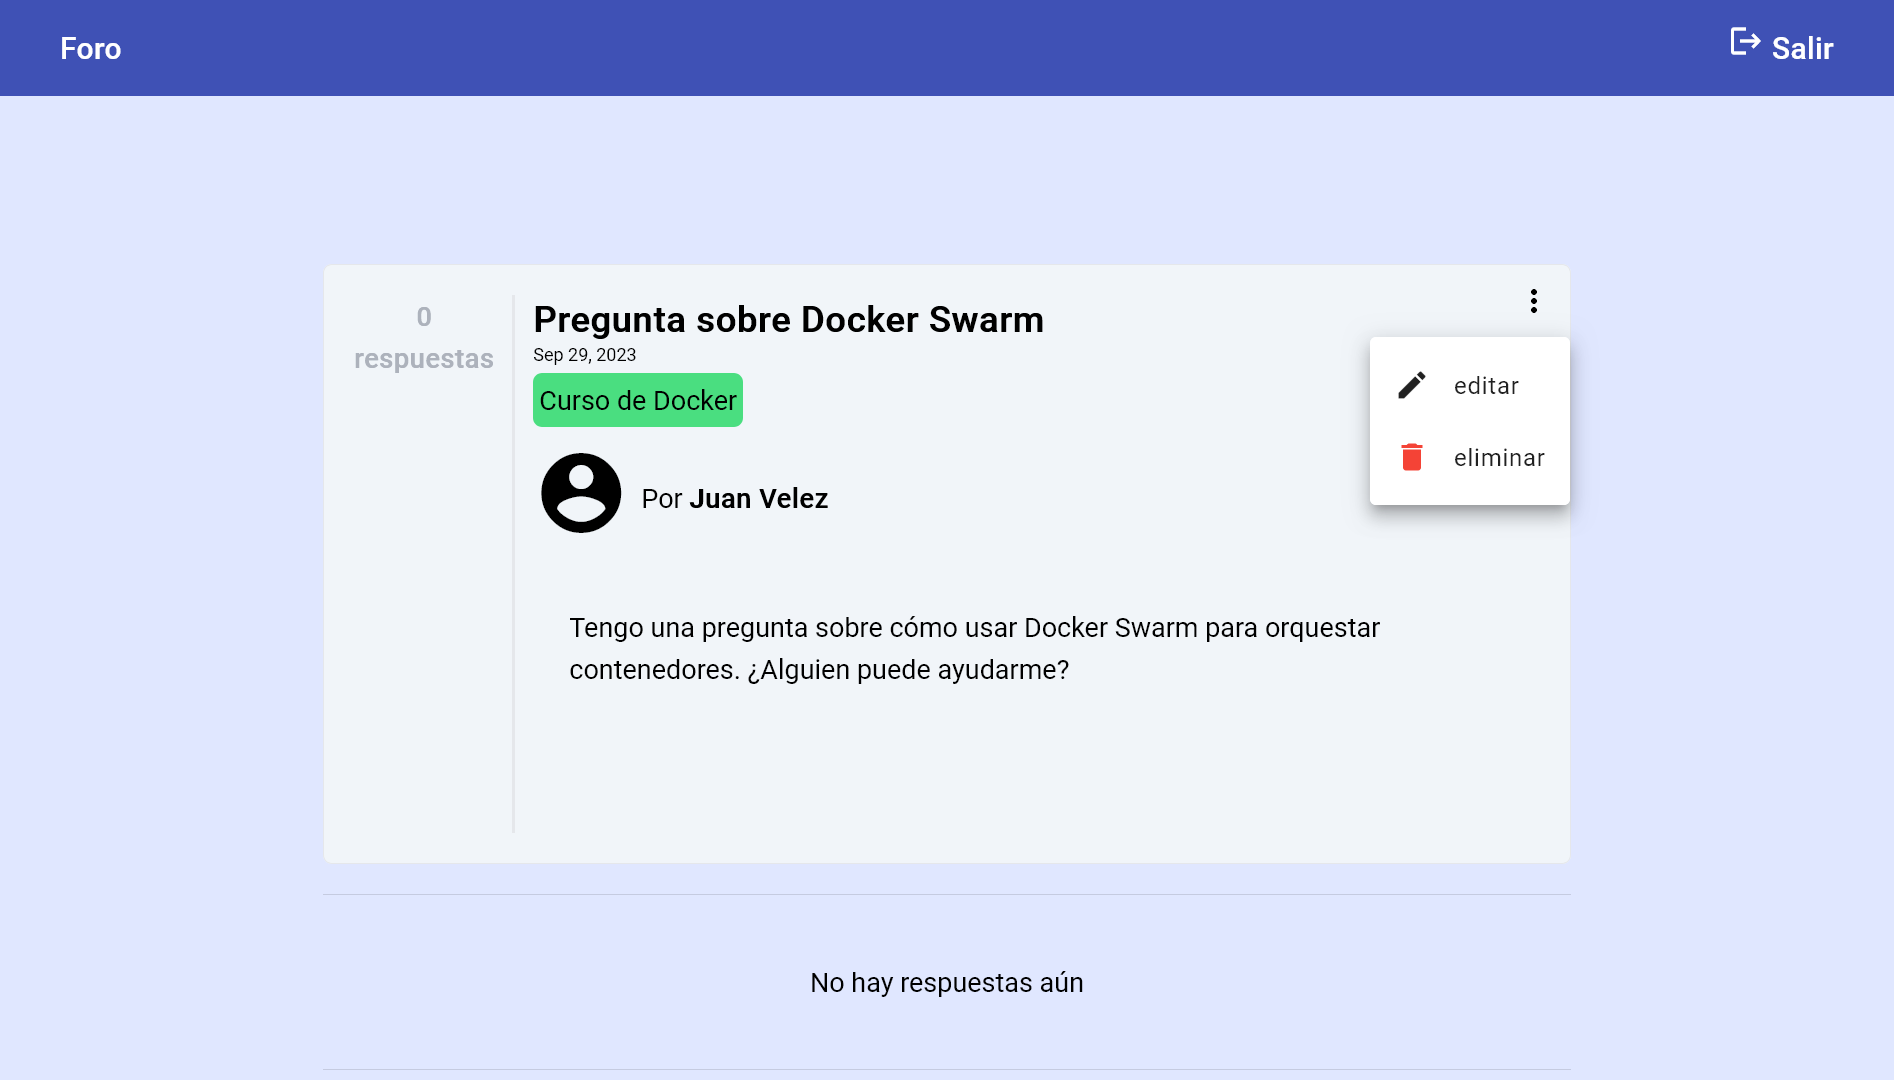 Foro
Salir
0
respuestas
Pregunta sobre Docker Swarm
Sep 29, 2023
Curso de Docker
Por Juan Velez
editar
eliminar
Tengo una pregunta sobre cómo usar Docker Swarm para orquestar
contenedores. ¿Alguien puede ayudarme?
No hay respuestas aún